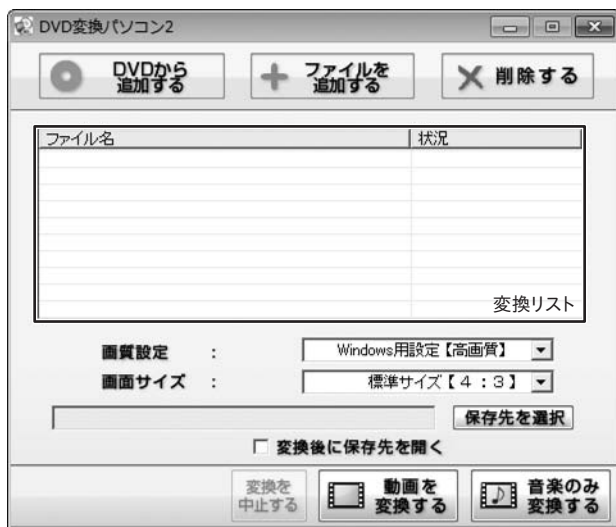 DVD変換パソコン2
DVDから
追加する
ファイルを
追加する
削除する
ファイル名 状況
変換リスト
画質設定 : Windows用設定【高画質】
画面サイズ : 標準サイズ【4:3】
保存先を選択
変換後に保存先を開く
変換を
中止する
動画を
変換する
音楽のみ
変換する